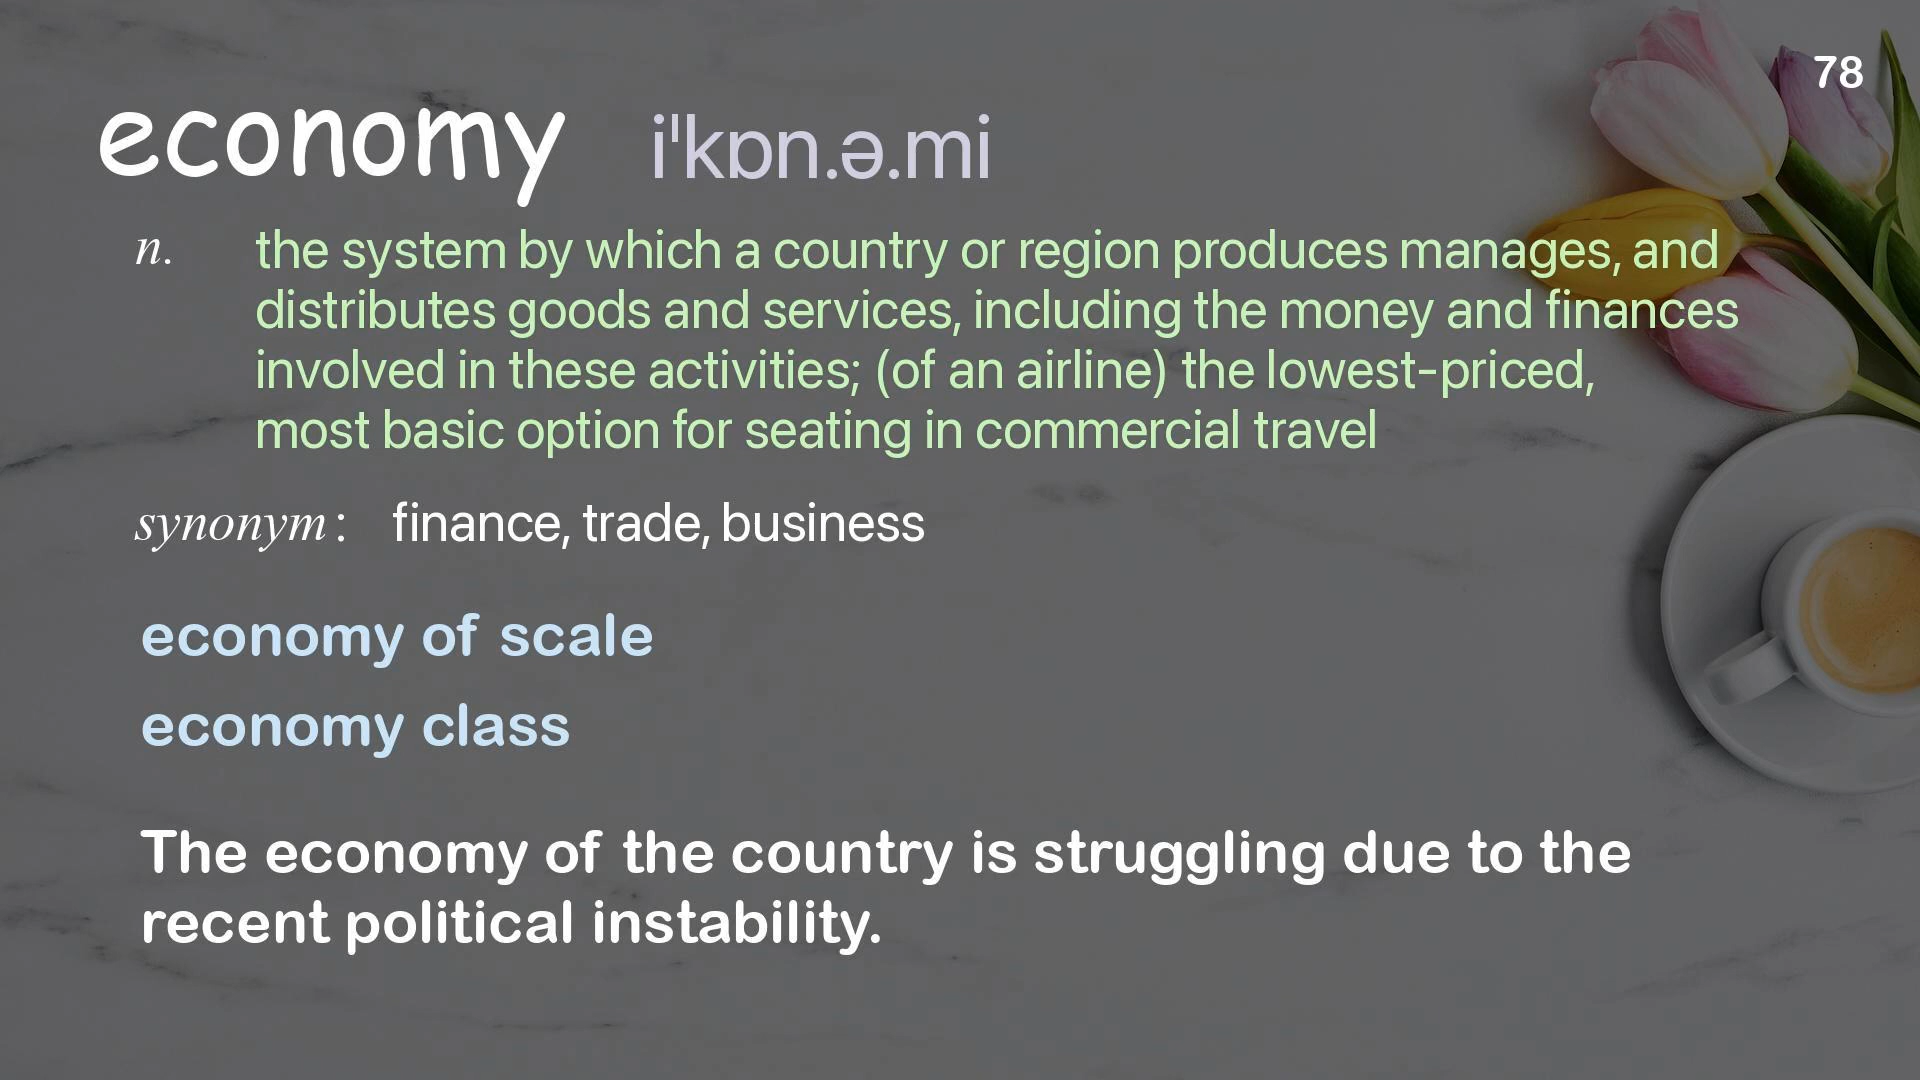 78
economy iˈkɒn.ə.mi
n. the system by which a country or region produces manages, and
distributes goods and services, including the money and finances
involved in these activities; (of an airline) the lowest-priced,
most basic option for seating in commercial travel
synonym: finance, trade, business
economy of scale
economy class
The economy of the country is struggling due to the
recent political instability.